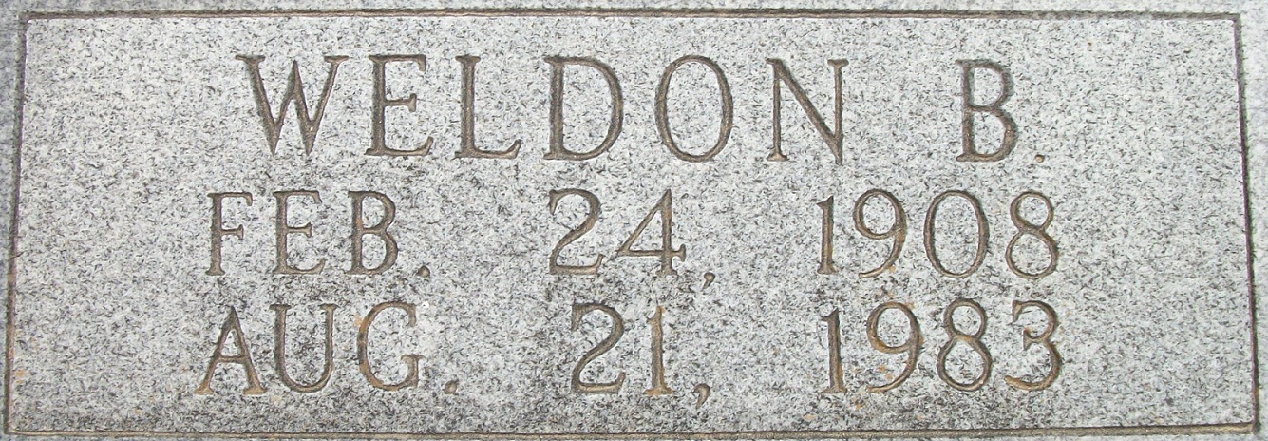 WELDON B.
FEB. 24, 1908
AUG. 21, 1983